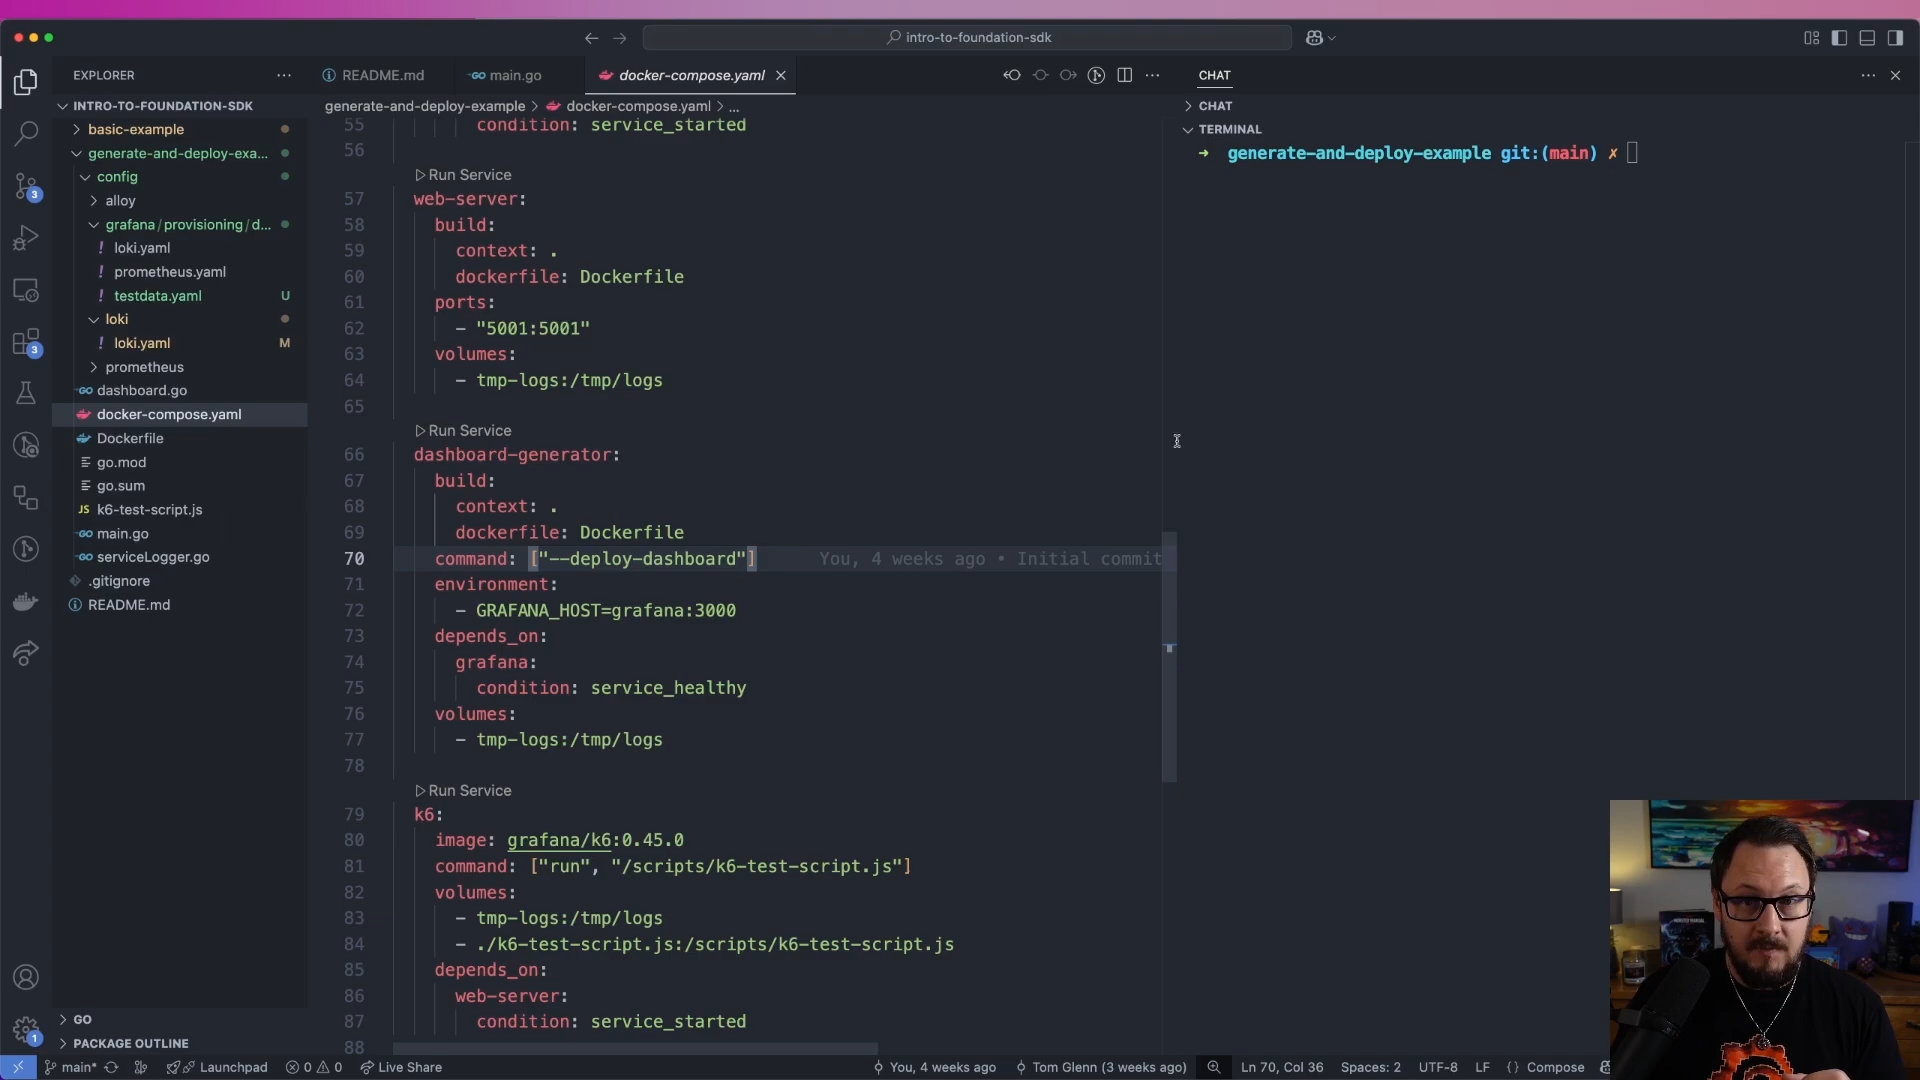 intro-to-foundation-sdk
EXPLORER
README.md
main.go
docker-compose.yaml
CHAT
INTRO-TO-FOUNDATION-SDK
basic-example
generate-and-deploy-exa...
config
alloy
grafana/provisioning/d...
! loki.yaml
! prometheus.yaml
! testdata.yaml U
loki
! loki.yaml M
prometheus
dashboard.go
docker-compose.yaml
Dockerfile
go.mod
go.sum
JS k6-test-script.js
main.go
serviceLogger.go
.gitignore
README.md
3
3
1
GO
PACKAGE OUTLINE
generate-and-deploy-example > docker-compose.yaml > ...
55 condition: service_started
56
Run Service
57 web-server:
58 build:
59 context: .
60 dockerfile: Dockerfile
61 ports:
62 - "5001:5001"
63 volumes:
64 - tmp-logs:/tmp/logs
65
Run Service
66 dashboard-generator:
67 build:
68 context: .
69 dockerfile: Dockerfile
70 command: ["--deploy-dashboard"] You, 4 weeks ago • Initial commit
71 environment:
72 - GRAFANA_HOST=grafana:3000
73 depends_on:
74 grafana:
75 condition: service_healthy
76 volumes:
77 - tmp-logs:/tmp/logs
78
Run Service
79 k6:
80 image: grafana/k6:0.45.0
81 command: ["run", "/scripts/k6-test-script.js"]
82 volumes:
83 - tmp-logs:/tmp/logs
84 - ./k6-test-script.js:/scripts/k6-test-script.js
85 depends_on:
86 web-server:
87 condition: service_started
88
CHAT
TERMINAL
➜ generate-and-deploy-example git:(main) ✗
main* Launchpad 0 0 Live Share You, 4 weeks ago Tom Glenn (3 weeks ago) Ln 70, Col 36 Spaces: 2 UTF-8 LF {} Compose